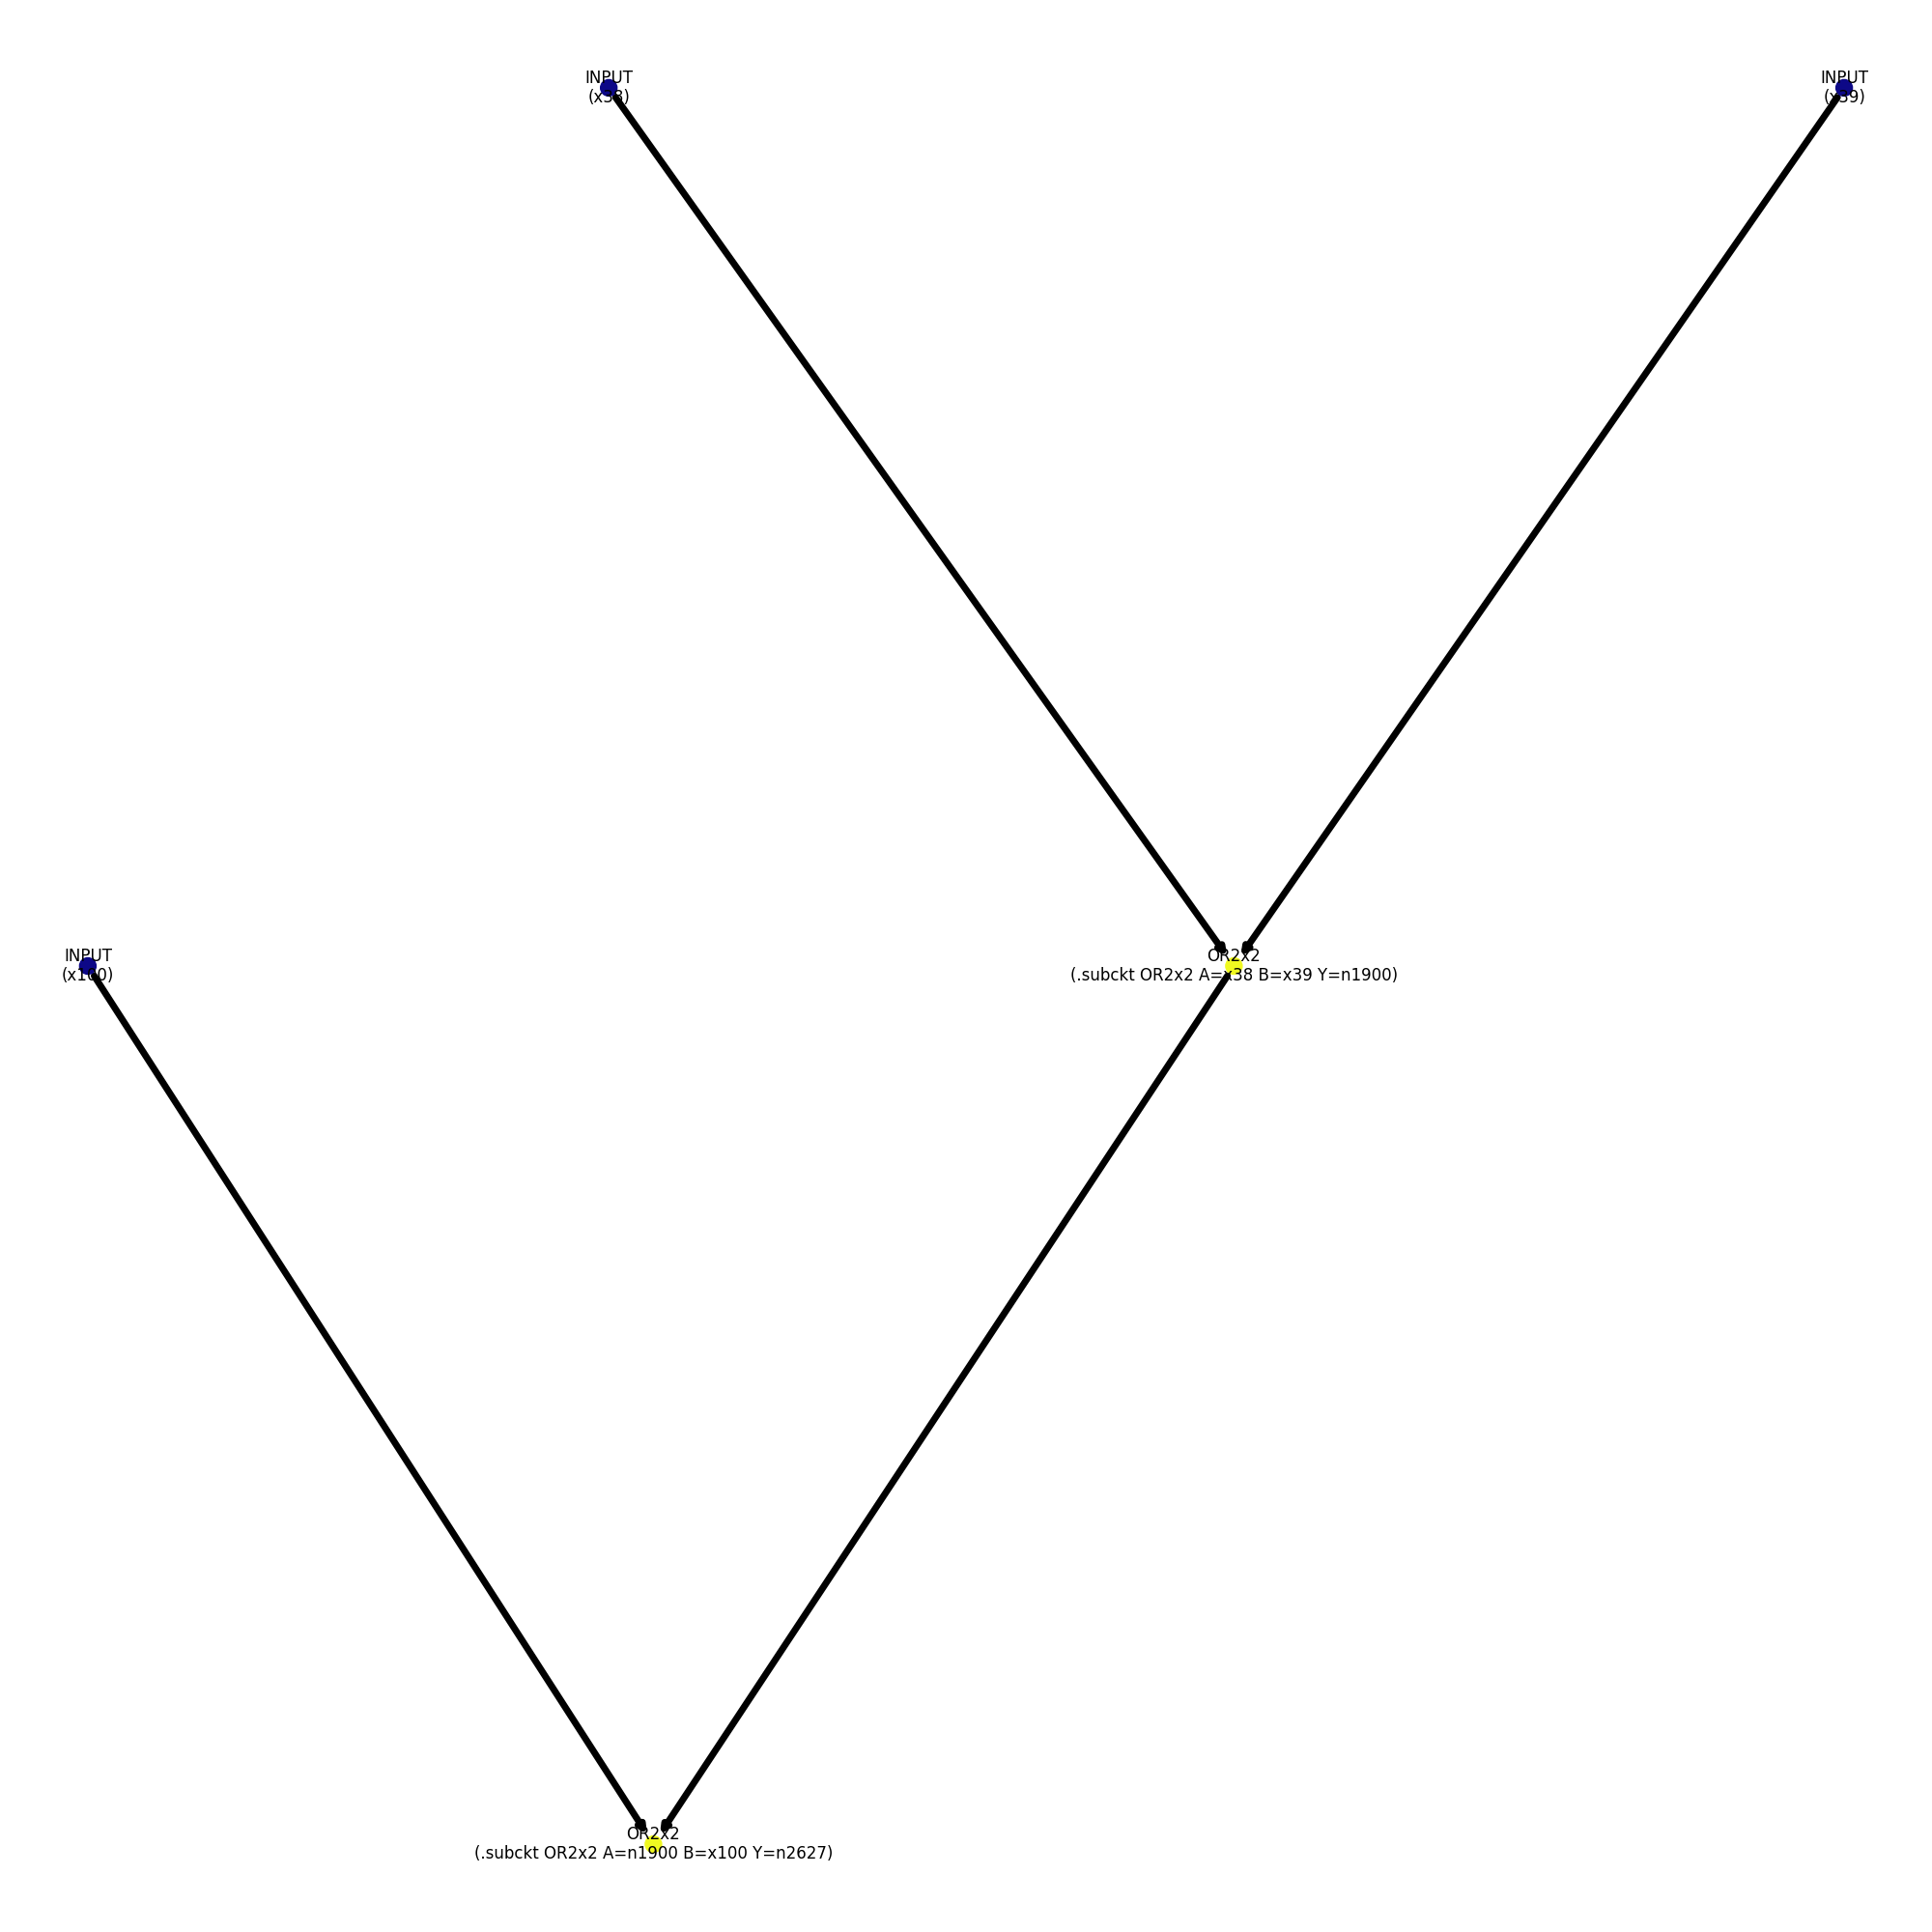 INPUT
(x38)
INPUT
(x39)
INPUT
(x100)
OR2x2
(.subckt OR2x2 A=x38 B=x39 Y=n1900)
OR2x2
(.subckt OR2x2 A=n1900 B=x100 Y=n2627)